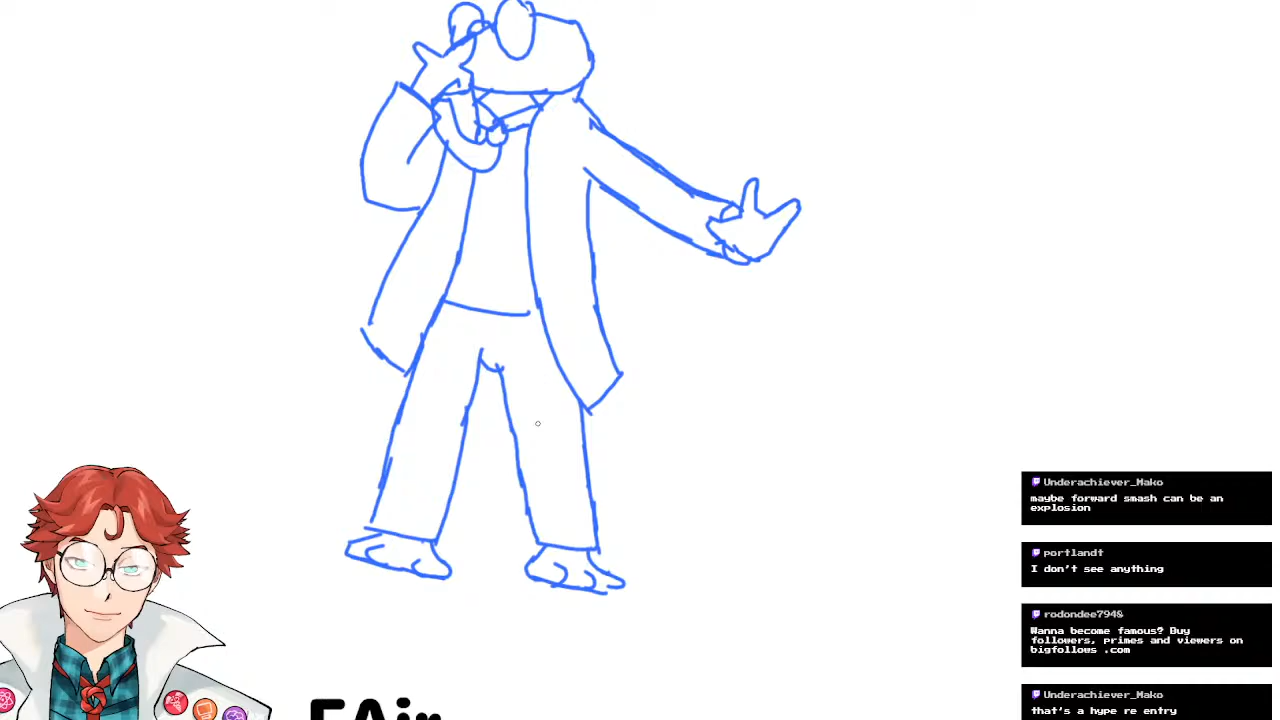 Underachiever_Mako
maybe forward smash can be an
explosion
portlandt
I don't see anything
rodondee7948
Wanna become famous? Buy
followers, primes and viewers on
bigfollows .com
Underachiever_Mako
that's a hype re entry
FAir